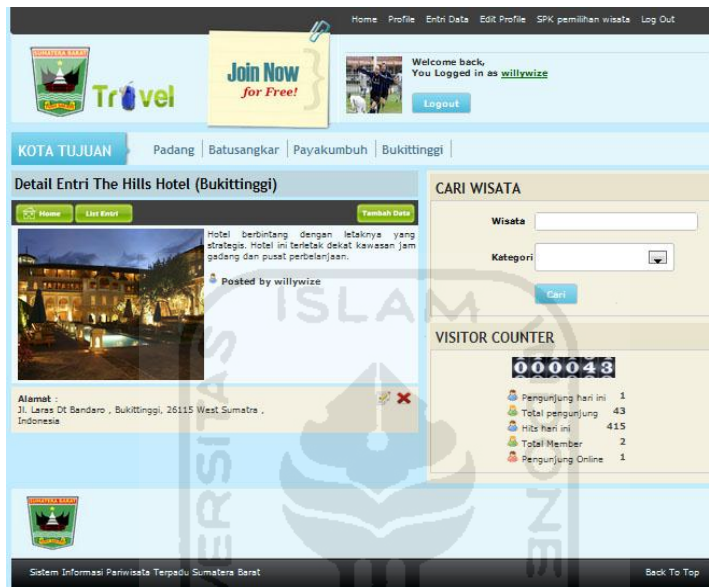 Home Profile Entri Data Edit Profile SPK pemilihan wisata Log Out
SUMATERA BARAT
Travel
Join Now
for Free!
Welcome back,
You Logged in as willywize
Logout
KOTA TUJUAN
Padang | Batusangkar | Payakumbuh | Bukittinggi |
Detail Entri The Hills Hotel (Bukittinggi)
Home
List Entri
Tambah Data
Hotel berbintang dengan letaknya yang
strategis. Hotel ini terletak dekat kawasan jam
gadang dan pusat perbelanjaan.
Posted by willywize
Alamat :
Jl. Laras Dt Bandaro , Bukittinggi, 26115 West Sumatra ,
Indonesia
CARI WISATA
Wisata
Kategori
Cari
VISITOR COUNTER
000043
Pengunjung hari ini 1
Total pengunjung 43
Hits hari ini 415
Total Member 2
Pengunjung Online 1
SUMATERA BARAT
Sistem Informasi Pariwisata Terpadu Sumatera Barat
Back To Top
ISLAM